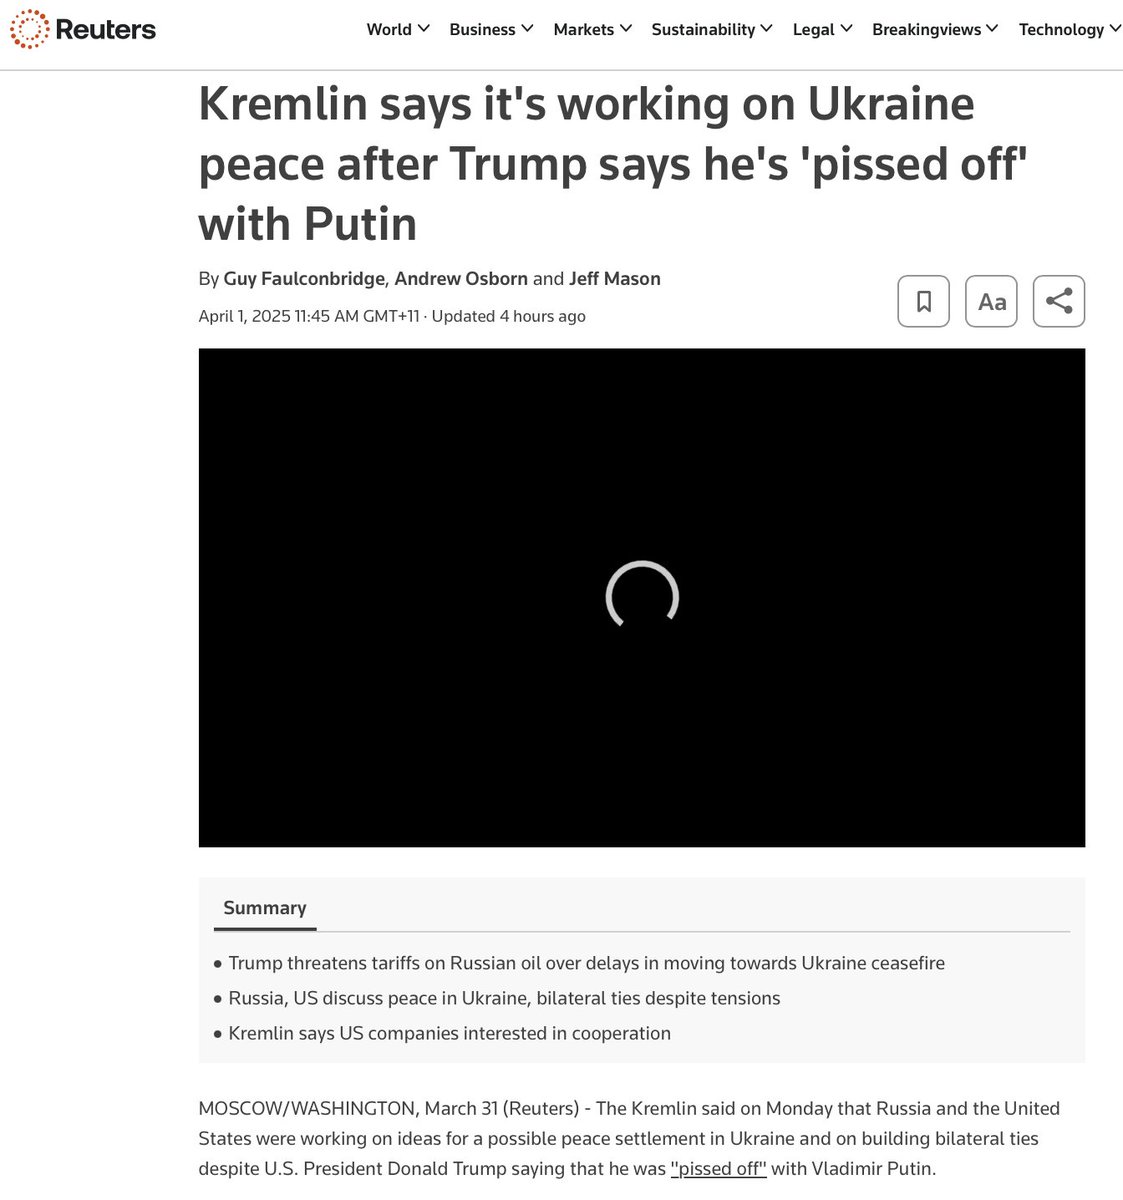 Reuters
World Business Markets Sustainability Legal Breakingviews Technology
Kremlin says it's working on Ukraine
peace after Trump says he's 'pissed off'
with Putin
By Guy Faulconbridge, Andrew Osborn and Jeff Mason
April 1, 2025 11:45 AM GMT+11 · Updated 4 hours ago
Aa
Summary
• Trump threatens tariffs on Russian oil over delays in moving towards Ukraine ceasefire
• Russia, US discuss peace in Ukraine, bilateral ties despite tensions
• Kremlin says US companies interested in cooperation
MOSCOW/WASHINGTON, March 31 (Reuters) - The Kremlin said on Monday that Russia and the United
States were working on ideas for a possible peace settlement in Ukraine and on building bilateral ties
despite U.S. President Donald Trump saying that he was "pissed off" with Vladimir Putin.